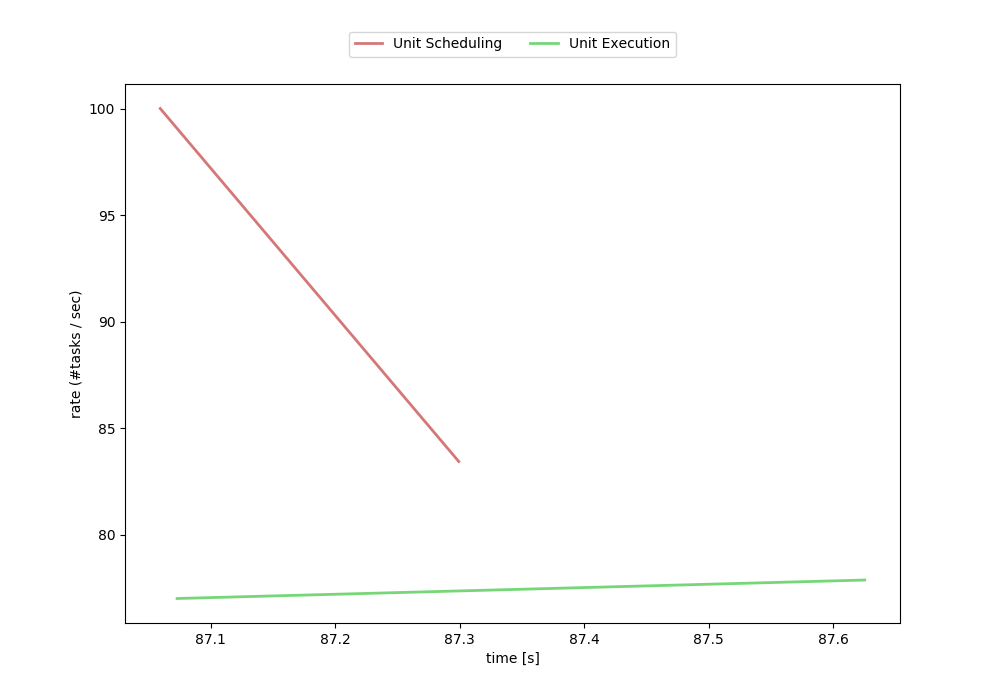 Unit Scheduling
Unit Execution
100
95
90
85
80
rate (#tasks / sec)
87.1
87.2
87.3
87.4
87.5
87.6
time [s]